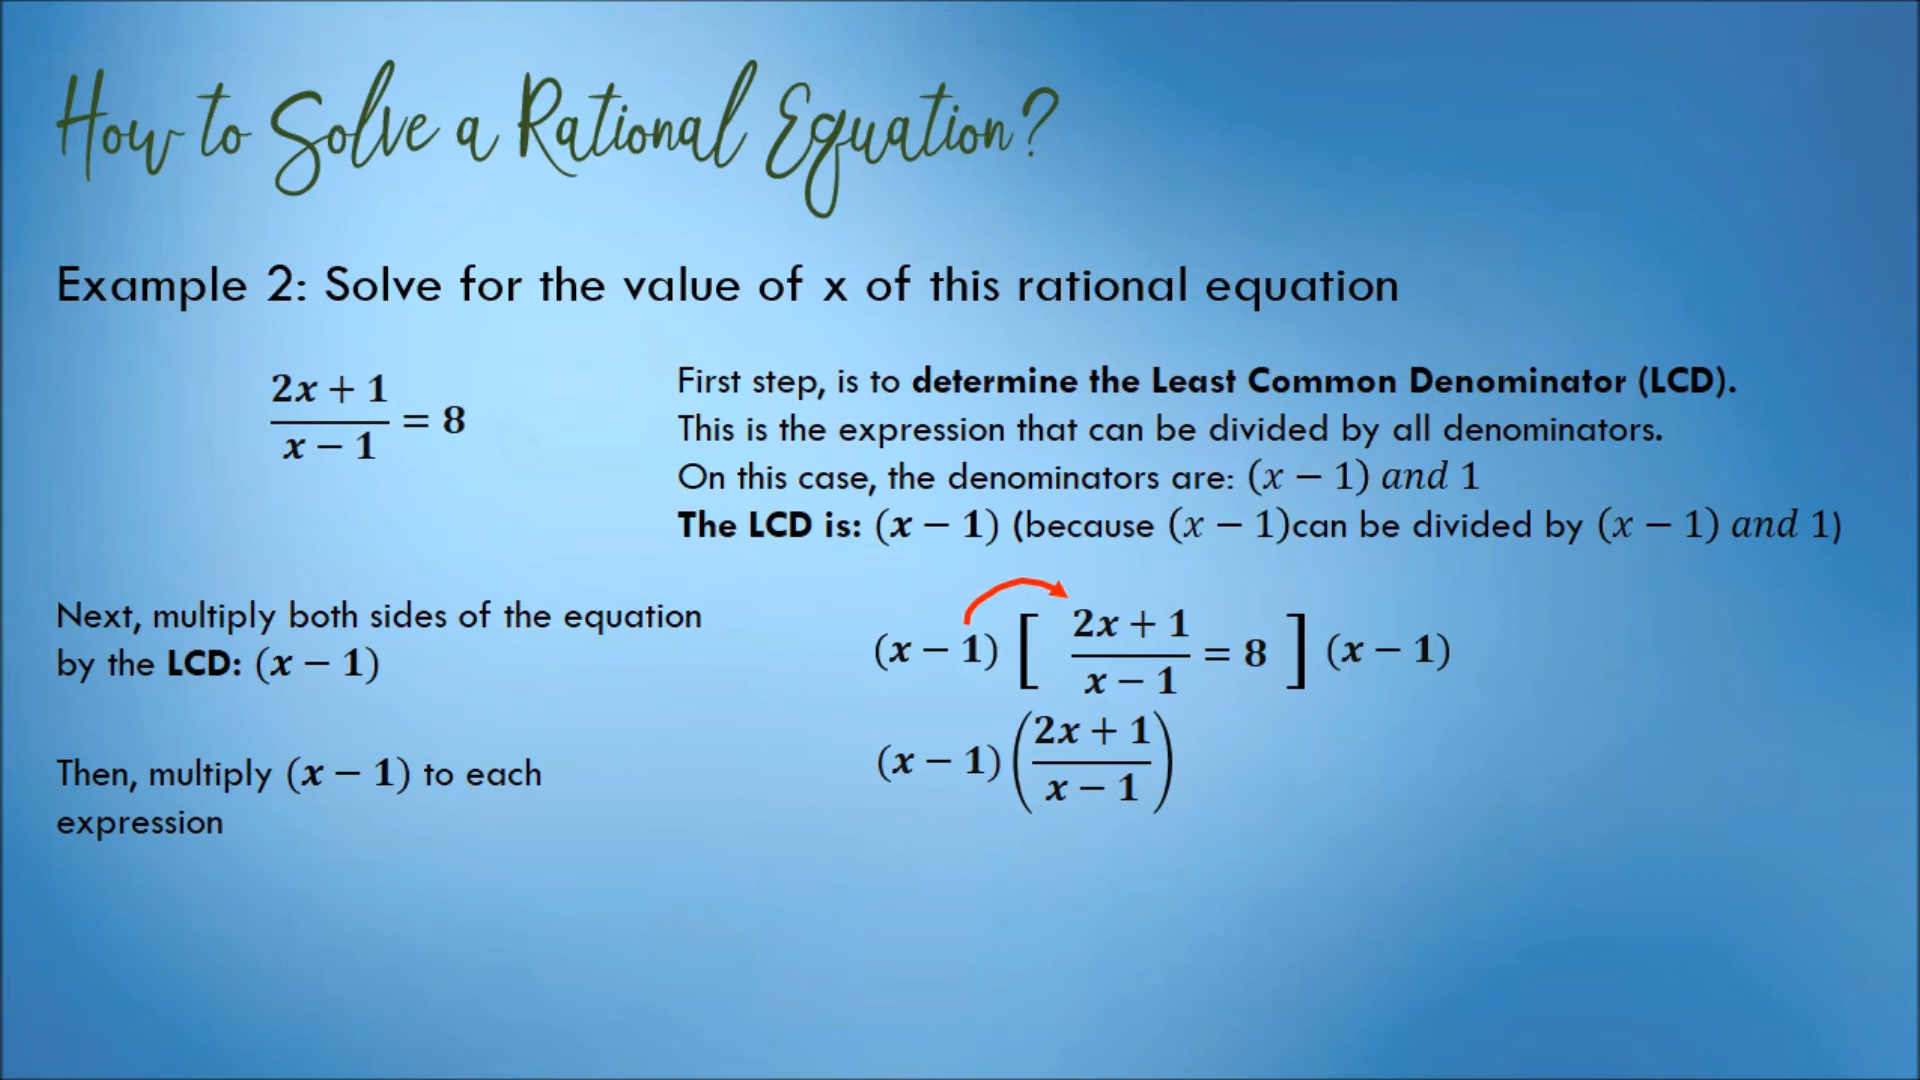 How to Solve a Rational Equation?
Example 2: Solve for the value of x of this rational equation
(2x + 1)/(x − 1) = 8
First step, is to determine the Least Common Denominator (LCD).
This is the expression that can be divided by all denominators.
On this case, the denominators are: (x − 1) and 1
The LCD is: (x − 1) (because (x − 1)can be divided by (x − 1) and 1)
Next, multiply both sides of the equation
by the LCD: (x − 1)
(x − 1) [ (2x + 1)/(x − 1) = 8 ] (x − 1)
Then, multiply (x − 1) to each
expression
(x − 1) ((2x + 1)/(x − 1))